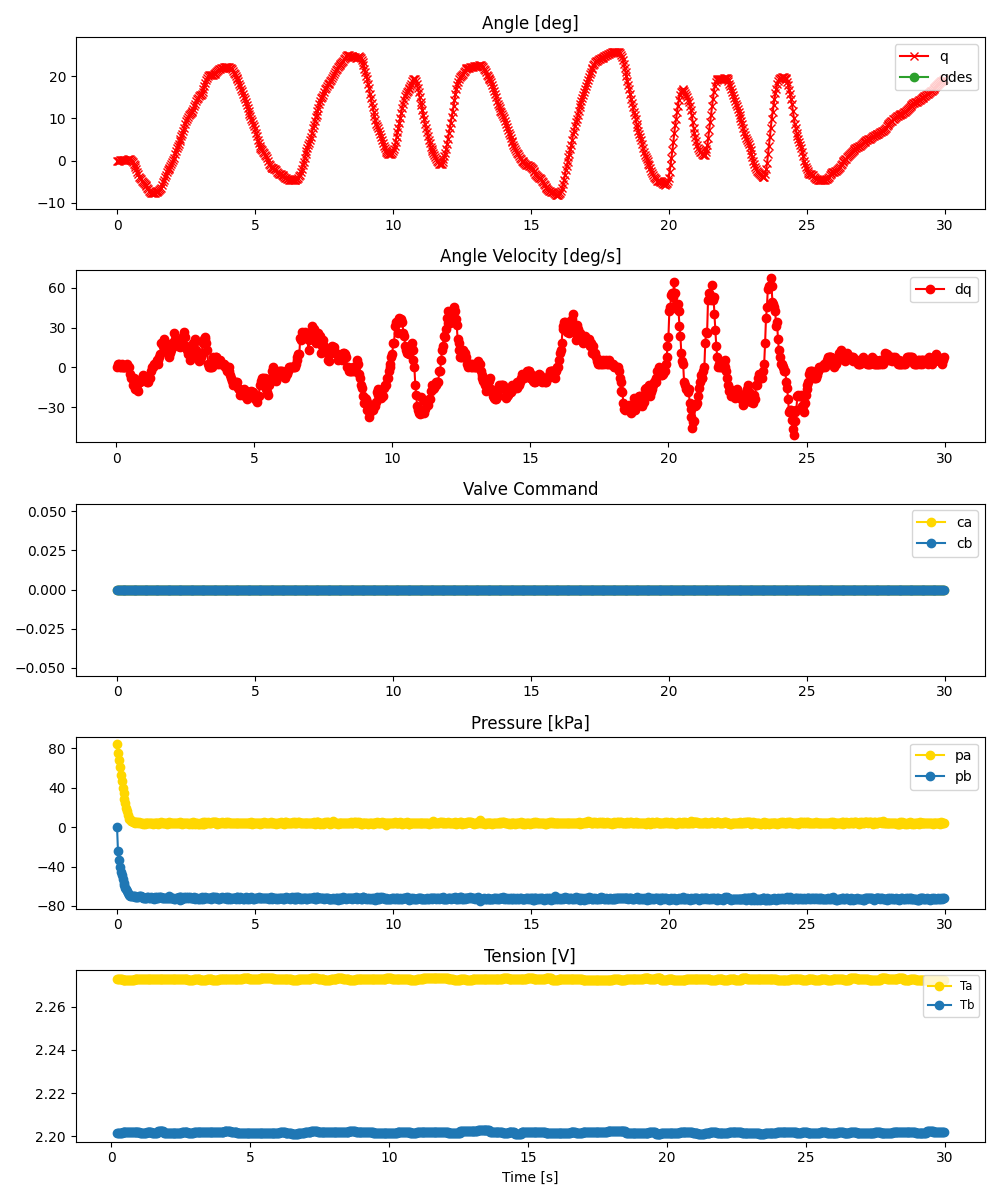 Angle [deg]
20
10
0
−10
q
qdes
0 5 10 15 20 25 30
Angle Velocity [deg/s]
60
30
0
−30
dq
0 5 10 15 20 25 30
Valve Command
0.050
0.025
0.000
−0.025
−0.050
ca
cb
0 5 10 15 20 25 30
Pressure [kPa]
80
40
0
−40
−80
pa
pb
0 5 10 15 20 25 30
Tension [V]
2.26
2.24
2.22
2.20
Ta
Tb
0 5 10 15 20 25 30
Time [s]